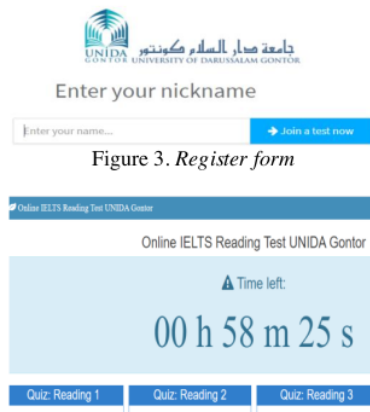 جامعة دار السلام كونتور
UNIDA
GONTOR UNIVERSITY OF DARUSSALAM GONTOR
Enter your nickname
Enter your name...
Join a test now
Figure 3. Register form
Online IELTS Reading Test UNIDA Gontor
Online IELTS Reading Test UNIDA Gontor
Time left:
00 h 58 m 25 s
Quiz: Reading 1 Quiz: Reading 2 Quiz: Reading 3